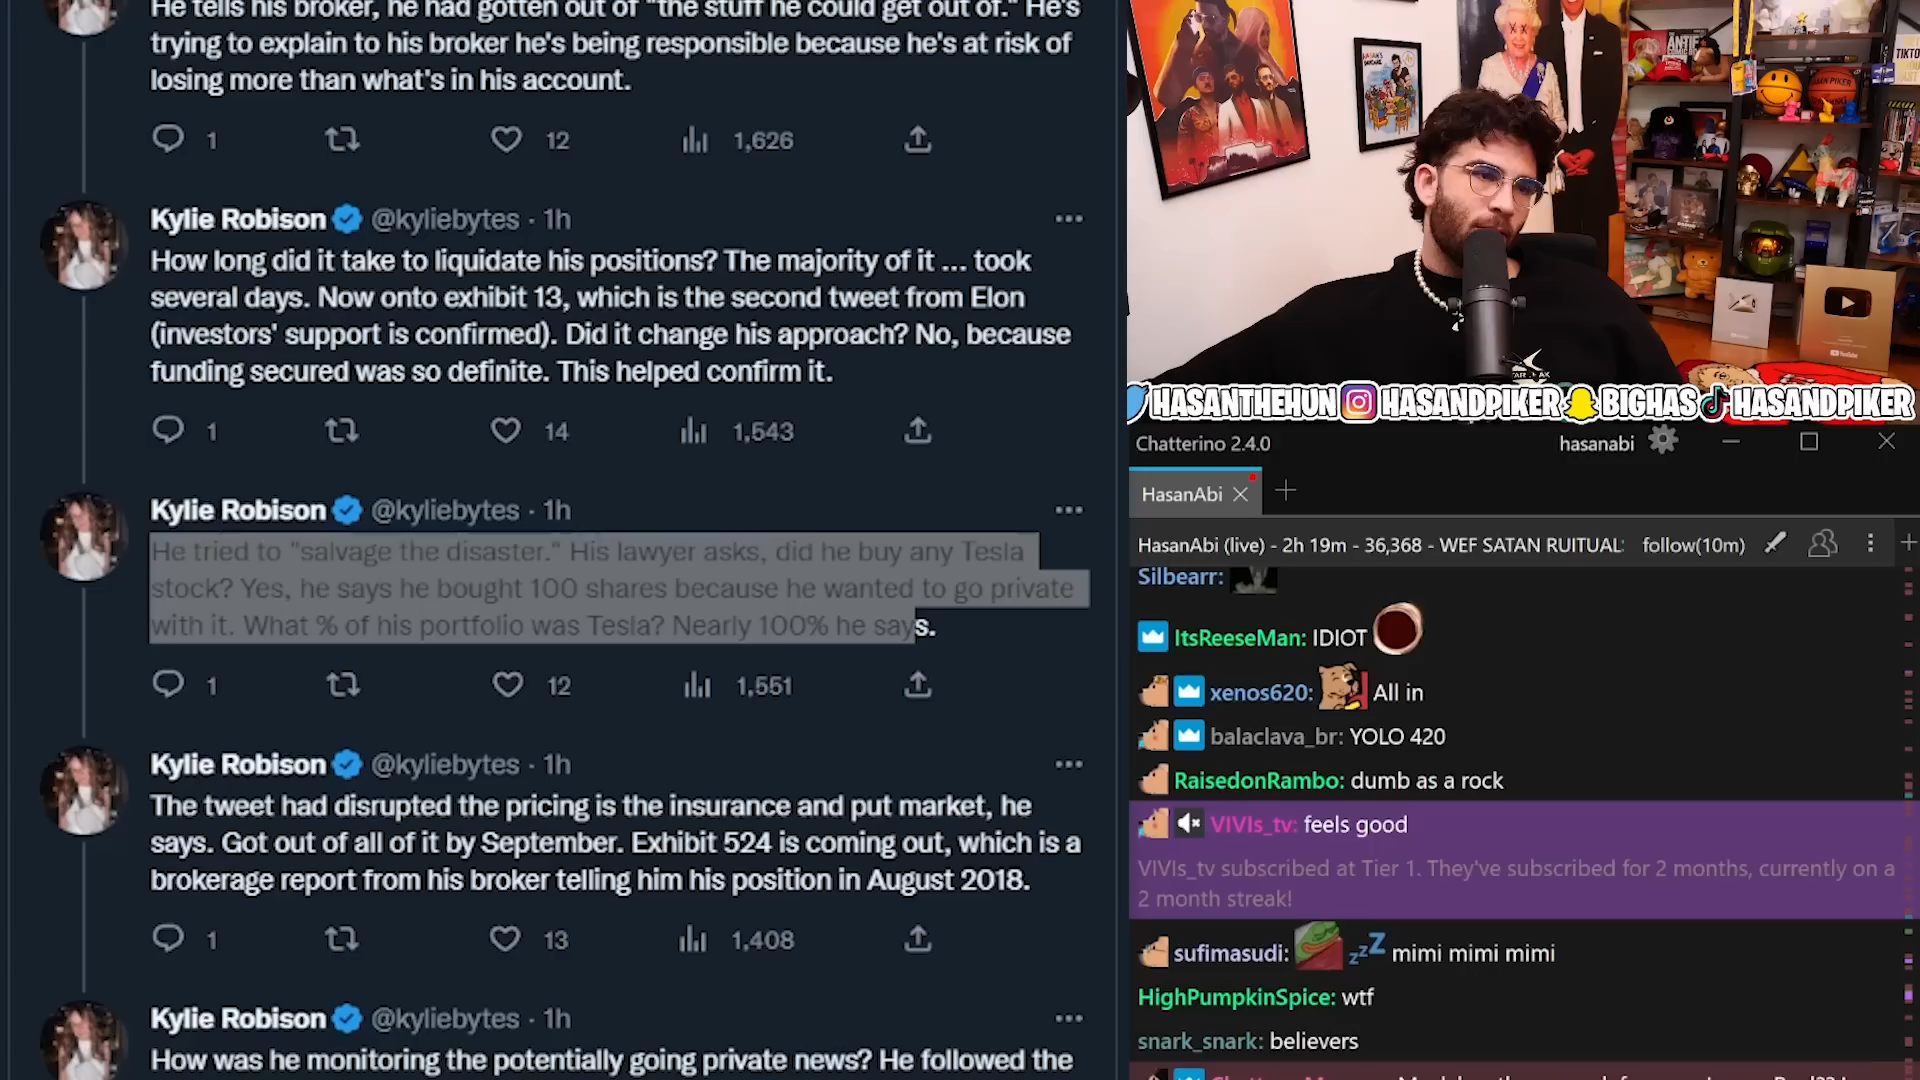 He tells his broker, he had gotten out of "the stuff he could get out of." He's
trying to explain to his broker he's being responsible because he's at risk of
losing more than what's in his account.
1 12 1,626
Kylie Robison @kyliebytes · 1h
How long did it take to liquidate his positions? The majority of it ... took
several days. Now onto exhibit 13, which is the second tweet from Elon
(investors' support is confirmed). Did it change his approach? No, because
funding secured was so definite. This helped confirm it.
1 14 1,543
Kylie Robison @kyliebytes · 1h
He tried to "salvage the disaster." His lawyer asks, did he buy any Tesla
stock? Yes, he says he bought 100 shares because he wanted to go private
with it. What % of his portfolio was Tesla? Nearly 100% he says.
1 12 1,551
Kylie Robison @kyliebytes · 1h
The tweet had disrupted the pricing is the insurance and put market, he
says. Got out of all of it by September. Exhibit 524 is coming out, which is a
brokerage report from his broker telling him his position in August 2018.
1 13 1,408
Kylie Robison @kyliebytes · 1h
How was he monitoring the potentially going private news? He followed the
HASANTHEHUN HASANDPIKER BIGHAS HASANDPIKER
Chatterino 2.4.0 hasanabi
HasanAbi
HasanAbi (live) - 2h 19m - 36,368 - WEF SATAN RUITUAL: follow(10m)
Silbearr:
ItsReeseMan: IDIOT
xenos620: All in
balaclava_br: YOLO 420
RaisedonRambo: dumb as a rock
VIVIs_tv: feels good
VIVIs_tv subscribed at Tier 1. They've subscribed for 2 months, currently on a
2 month streak!
sufimasudi: zzZ mimi mimi mimi
HighPumpkinSpice: wtf
snark_snark: believers